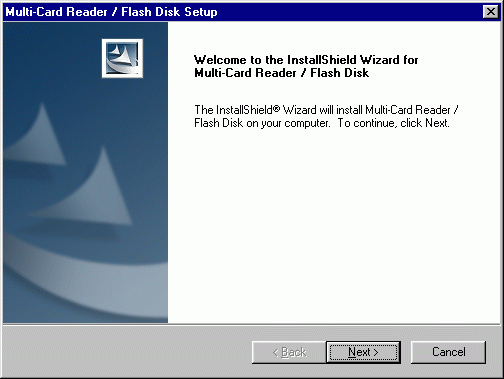 Multi-Card Reader / Flash Disk Setup
Welcome to the InstallShield Wizard for
Multi-Card Reader / Flash Disk
The InstallShield® Wizard will install Multi-Card Reader /
Flash Disk on your computer. To continue, click Next.
< Back
Next >
Cancel